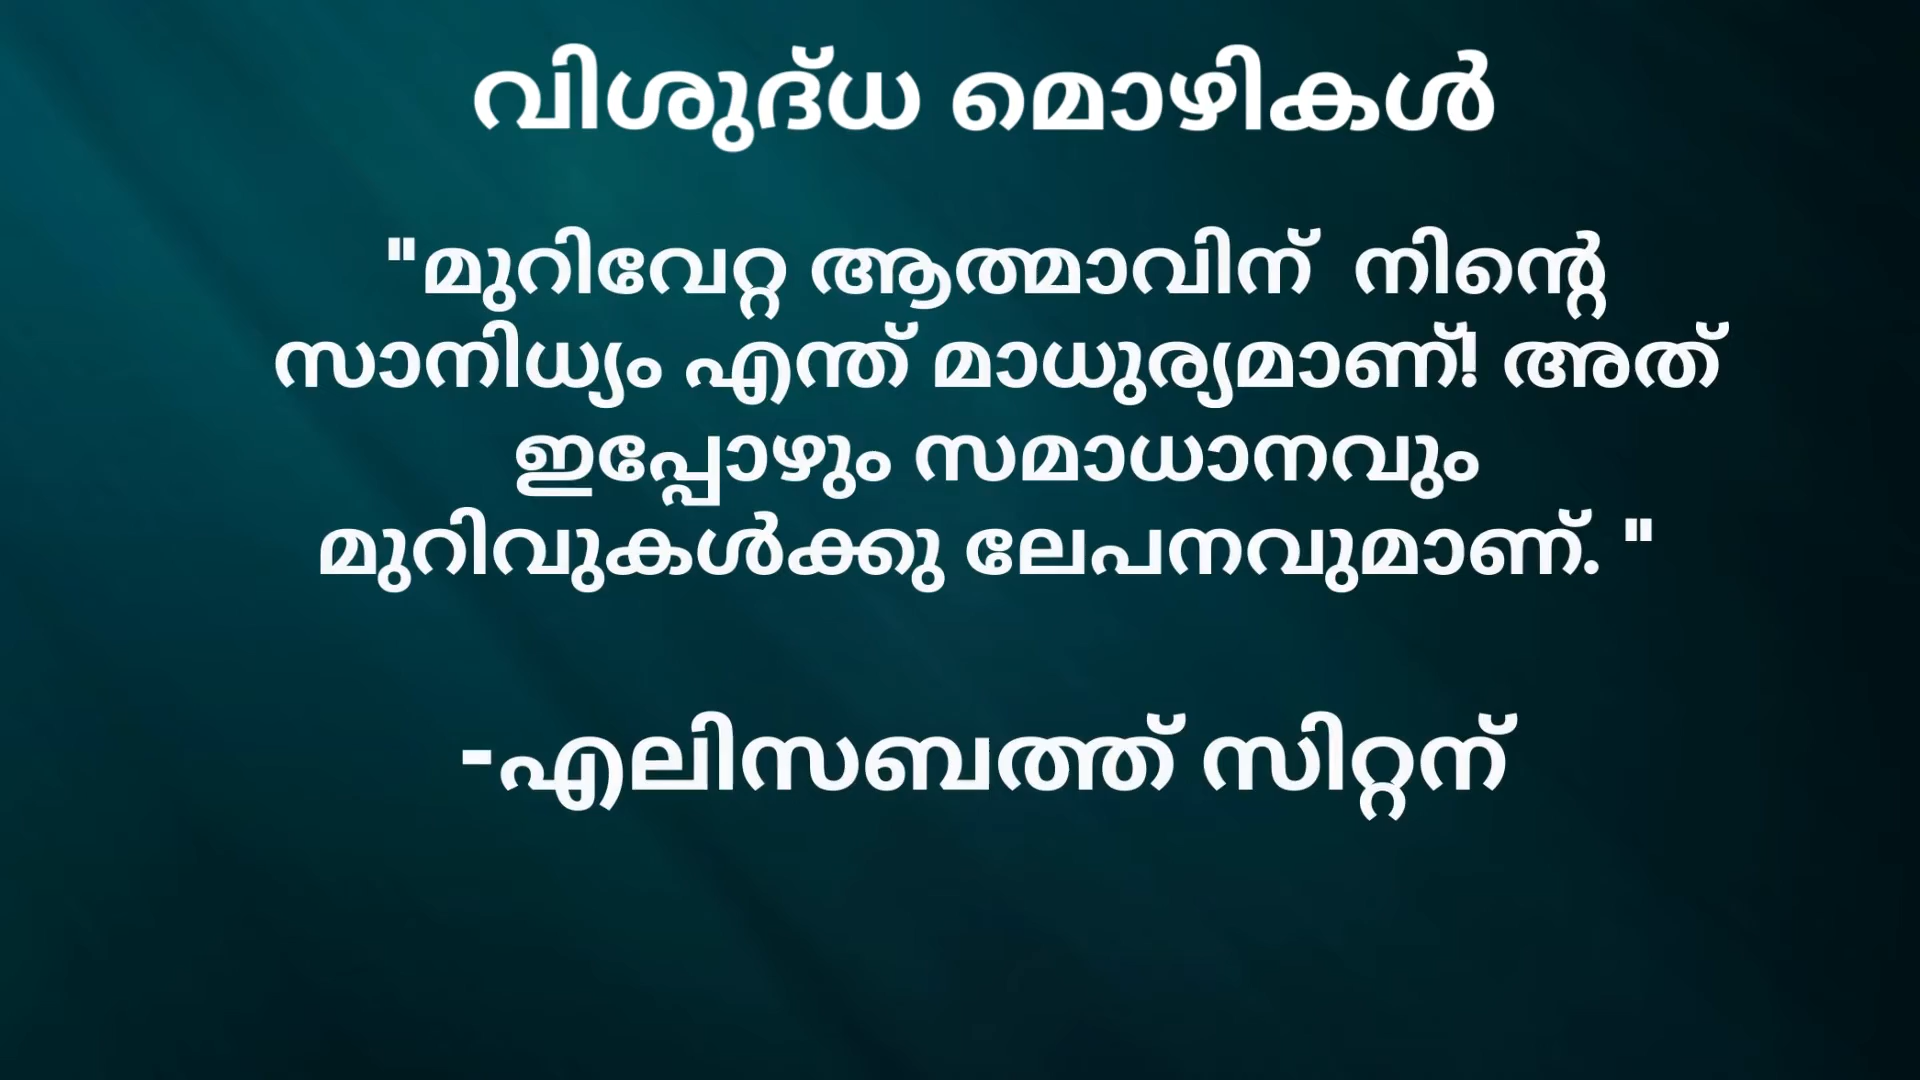 വിശുദ്ധ മൊഴികൾ
"മുറിവേറ്റ ആത്മാവിന് നിന്റെ
സാനിധ്യം എന്ത് മാധുര്യമാണ്! അത്
ഇപ്പോഴും സമാധാനവും
മുറിവുകൾക്കു ലേപനവുമാണ്. "
-എലിസബത്ത് സിറ്റന്